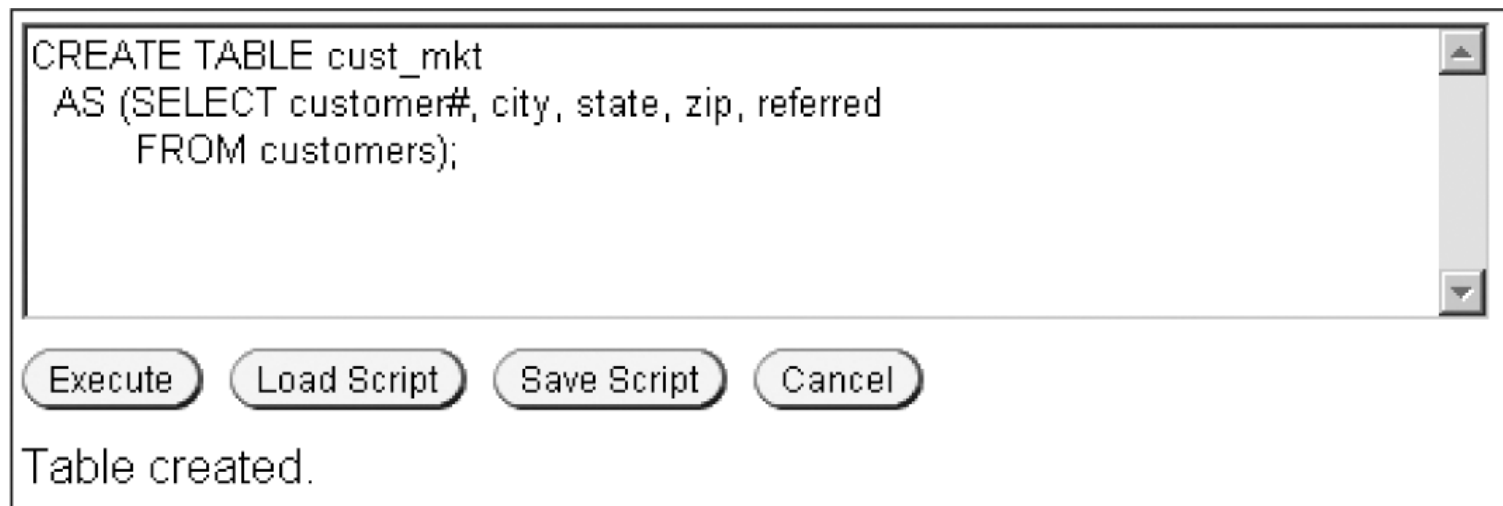 CREATE TABLE cust_mkt
AS (SELECT customer#, city, state, zip, referred
FROM customers);
Execute Load Script Save Script Cancel
Table created.